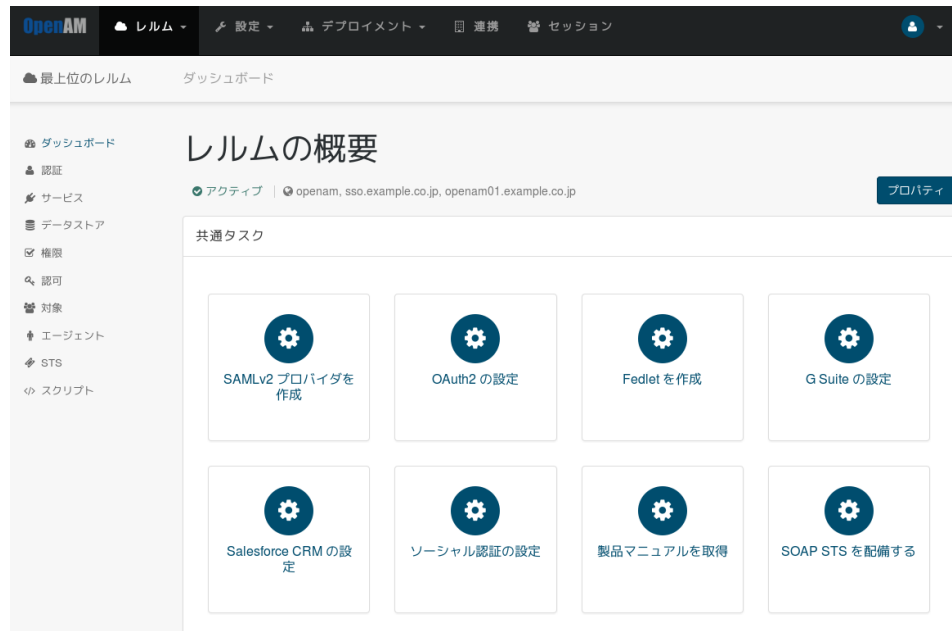 OpenAM レルム 設定 デプロイメント 連携 セッション
最上位のレルム ダッシュボード
ダッシュボード
認証
サービス
データストア
権限
認可
対象
エージェント
STS
スクリプト
レルムの概要
アクティブ openam, sso.example.co.jp, openam01.example.co.jp
プロパティ
共通タスク
SAMLv2 プロバイダを
作成
OAuth2 の設定
Fedlet を作成
G Suite の設定
Salesforce CRM の設
定
ソーシャル認証の設定
製品マニュアルを取得
SOAP STS を配備する